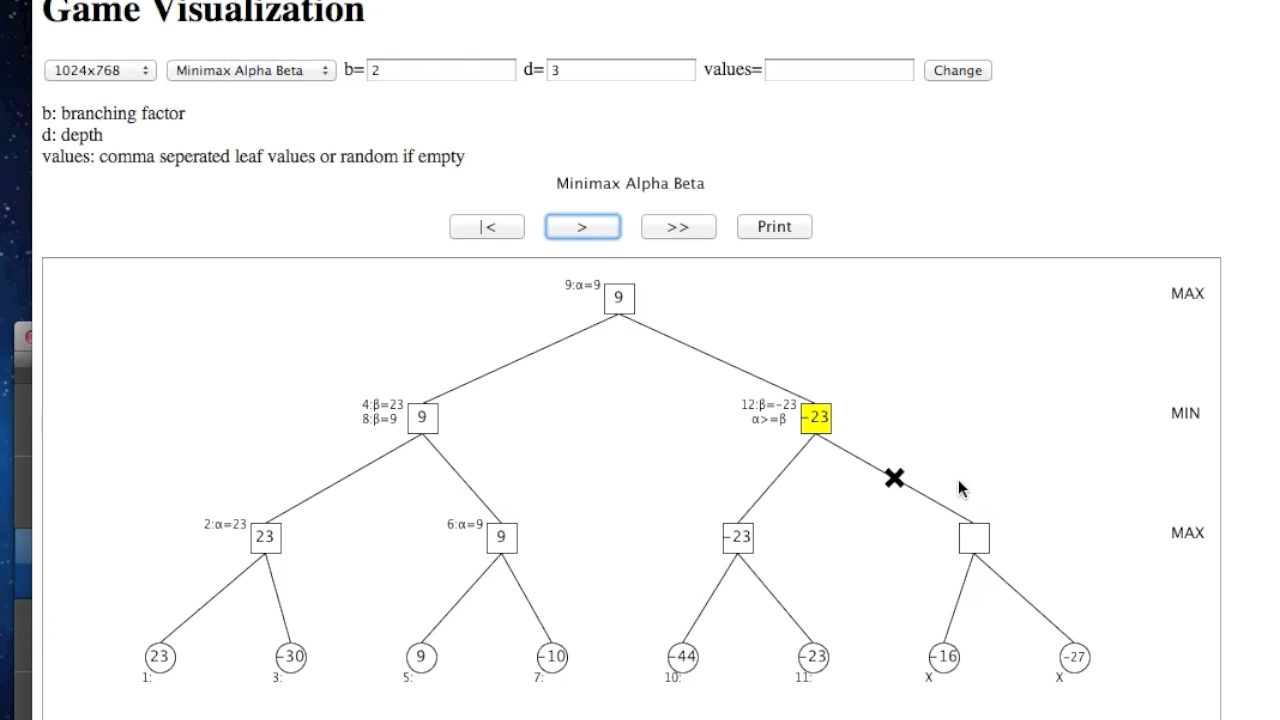 Game Visualization
1024x768 Minimax Alpha Beta b= 2 d= 3 values= Change
b: branching factor
d: depth
values: comma seperated leaf values or random if empty
Minimax Alpha Beta
|< > >> Print
9:α=9 9 MAX
4:β=23 8:β=9 9 12:β=-23 α>=β -23 MIN
2:α=23 23 6:α=9 9 -23 MAX
23 -30 9 -10 -44 -23 -16 -27
1: 3: 5: 7: 10: 11: X X